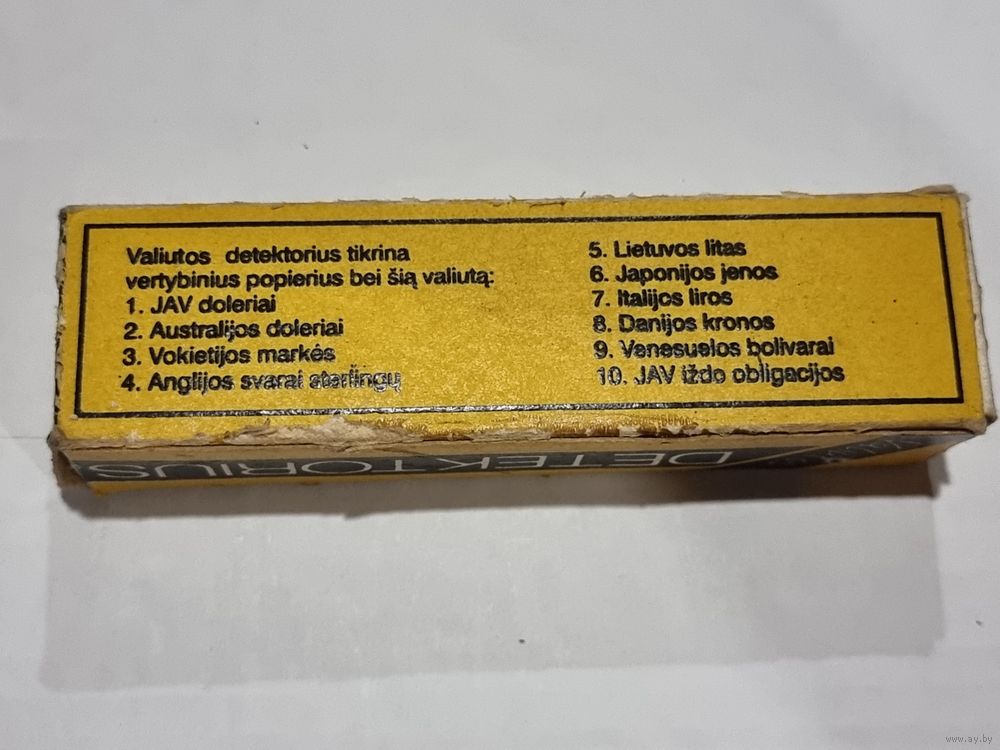 Valiutos detektorius tikrina
vertybinius popierius bei šią valiutą:
1. JAV doleriai
2. Australijos doleriai
3. Vokietijos markės
4. Anglijos svarai sterlingų
5. Lietuvos litas
6. Japonijos jenos
7. Italijos liros
8. Danijos kronos
9. Venesuelos bolivarai
10. JAV iždo obligacijos
DETEKTORIUS
www.ay.by